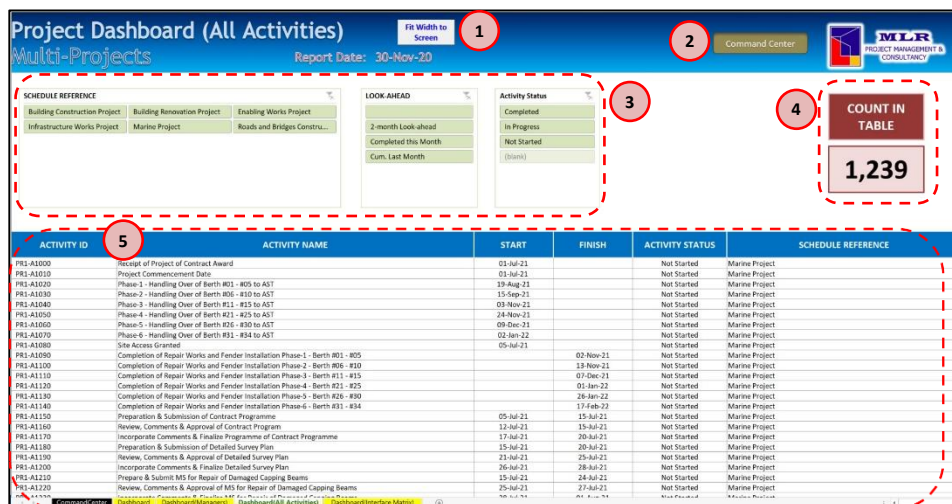 Project Dashboard (All Activities)
Multi-Projects
Report Date: 30-Nov-20
Fit Width to
Screen
1
2
Command Center
MLR
PROJECT MANAGEMENT &
CONSULTANCY
SCHEDULE REFERENCE
Building Construction Project Building Renovation Project Enabling Works Project
Infrastructure Works Project Marine Project Roads and Bridges Constru...
LOOK-AHEAD
2-month Look-ahead
Completed this Month
Cum. Last Month
Activity Status
Completed
In Progress
Not Started
(blank)
3
4
COUNT IN
TABLE
1,239
5
ACTIVITY ID ACTIVITY NAME START FINISH ACTIVITY STATUS SCHEDULE REFERENCE
PR1-A1000 Receipt of Project of Contract Award 01-Jul-21 Not Started Marine Project
PR1-A1010 Project Commencement Date 01-Jul-21 Not Started Marine Project
PR1-A1020 Phase-1 - Handling Over of Berth #01 - #05 to AST 19-Aug-21 Not Started Marine Project
PR1-A1030 Phase-2 - Handling Over of Berth #06 - #10 to AST 15-Sep-21 Not Started Marine Project
PR1-A1040 Phase-3 - Handling Over of Berth #11 - #15 to AST 03-Nov-21 Not Started Marine Project
PR1-A1050 Phase-4 - Handling Over of Berth #21 - #25 to AST 24-Nov-21 Not Started Marine Project
PR1-A1060 Phase-5 - Handling Over of Berth #26 - #30 to AST 09-Dec-21 Not Started Marine Project
PR1-A1070 Phase-6 - Handling Over of Berth #31 - #34 to AST 02-Jan-22 Not Started Marine Project
PR1-A1080 Site Access Granted 05-Jul-21 Not Started Marine Project
PR1-A1090 Completion of Repair Works and Fender Installation Phase-1 - Berth #01 - #05 02-Nov-21 Not Started Marine Project
PR1-A1100 Completion of Repair Works and Fender Installation Phase-2 - Berth #06 - #10 13-Nov-21 Not Started Marine Project
PR1-A1110 Completion of Repair Works and Fender Installation Phase-3 - Berth #11 - #15 07-Dec-21 Not Started Marine Project
PR1-A1120 Completion of Repair Works and Fender Installation Phase-4 - Berth #21 - #25 01-Jan-22 Not Started Marine Project
PR1-A1130 Completion of Repair Works and Fender Installation Phase-5 - Berth #26 - #30 26-Jan-22 Not Started Marine Project
PR1-A1140 Completion of Repair Works and Fender Installation Phase-6 - Berth #31 - #34 17-Feb-22 Not Started Marine Project
PR1-A1150 Preparation & Submission of Contract Programme 05-Jul-21 15-Jul-21 Not Started Marine Project
PR1-A1160 Review, Comments & Approval of Contract Program 12-Jul-21 15-Jul-21 Not Started Marine Project
PR1-A1170 Incorporate Comments & Finalize Programme of Contract Programme 17-Jul-21 20-Jul-21 Not Started Marine Project
PR1-A1180 Preparation & Submission of Detailed Survey Plan 15-Jul-21 20-Jul-21 Not Started Marine Project
PR1-A1190 Review, Comments & Approval of Detailed Survey Plan 21-Jul-21 25-Jul-21 Not Started Marine Project
PR1-A1200 Incorporate Comments & Finalize Detailed Survey Plan 26-Jul-21 28-Jul-21 Not Started Marine Project
PR1-A1210 Prepare & Submit MS for Repair of Damaged Capping Beams 15-Jul-21 24-Jul-21 Not Started Marine Project
PR1-A1220 Review, Comments & Approval of MS for Repair of Damaged Capping Beams 25-Jul-21 27-Jul-21 Not Started Marine Project
CommandCenter Dashboard Dashboard(Managers) Dashboard(All Activities) Dashboard(Interface Matrix)